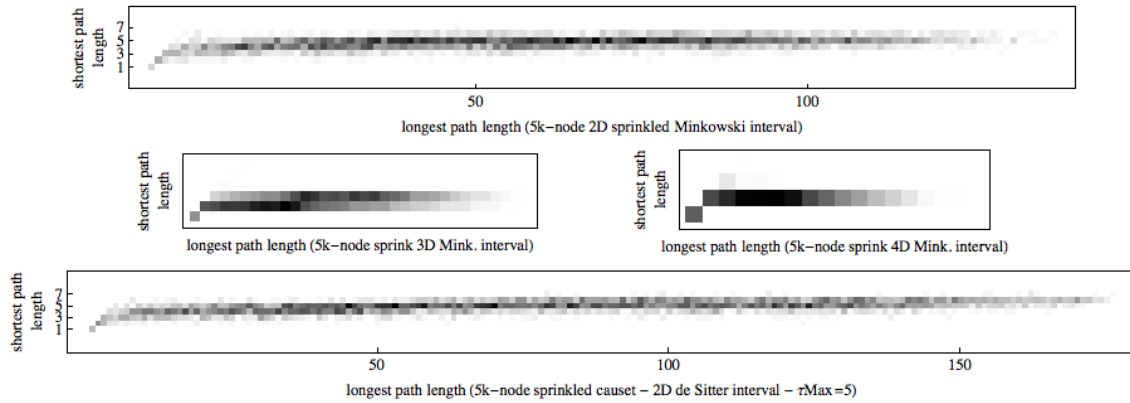 shortest path
length
7
5
3
1
50
100
longest path length (5k−node 2D sprinkled Minkowski interval)
shortest path
length
longest path length (5k−node sprink 3D Mink. interval)
shortest path
length
longest path length (5k−node sprink 4D Mink. interval)
shortest path
length
7
5
3
1
50
100
150
longest path length (5k−node sprinkled causet − 2D de Sitter interval − τMax=5)